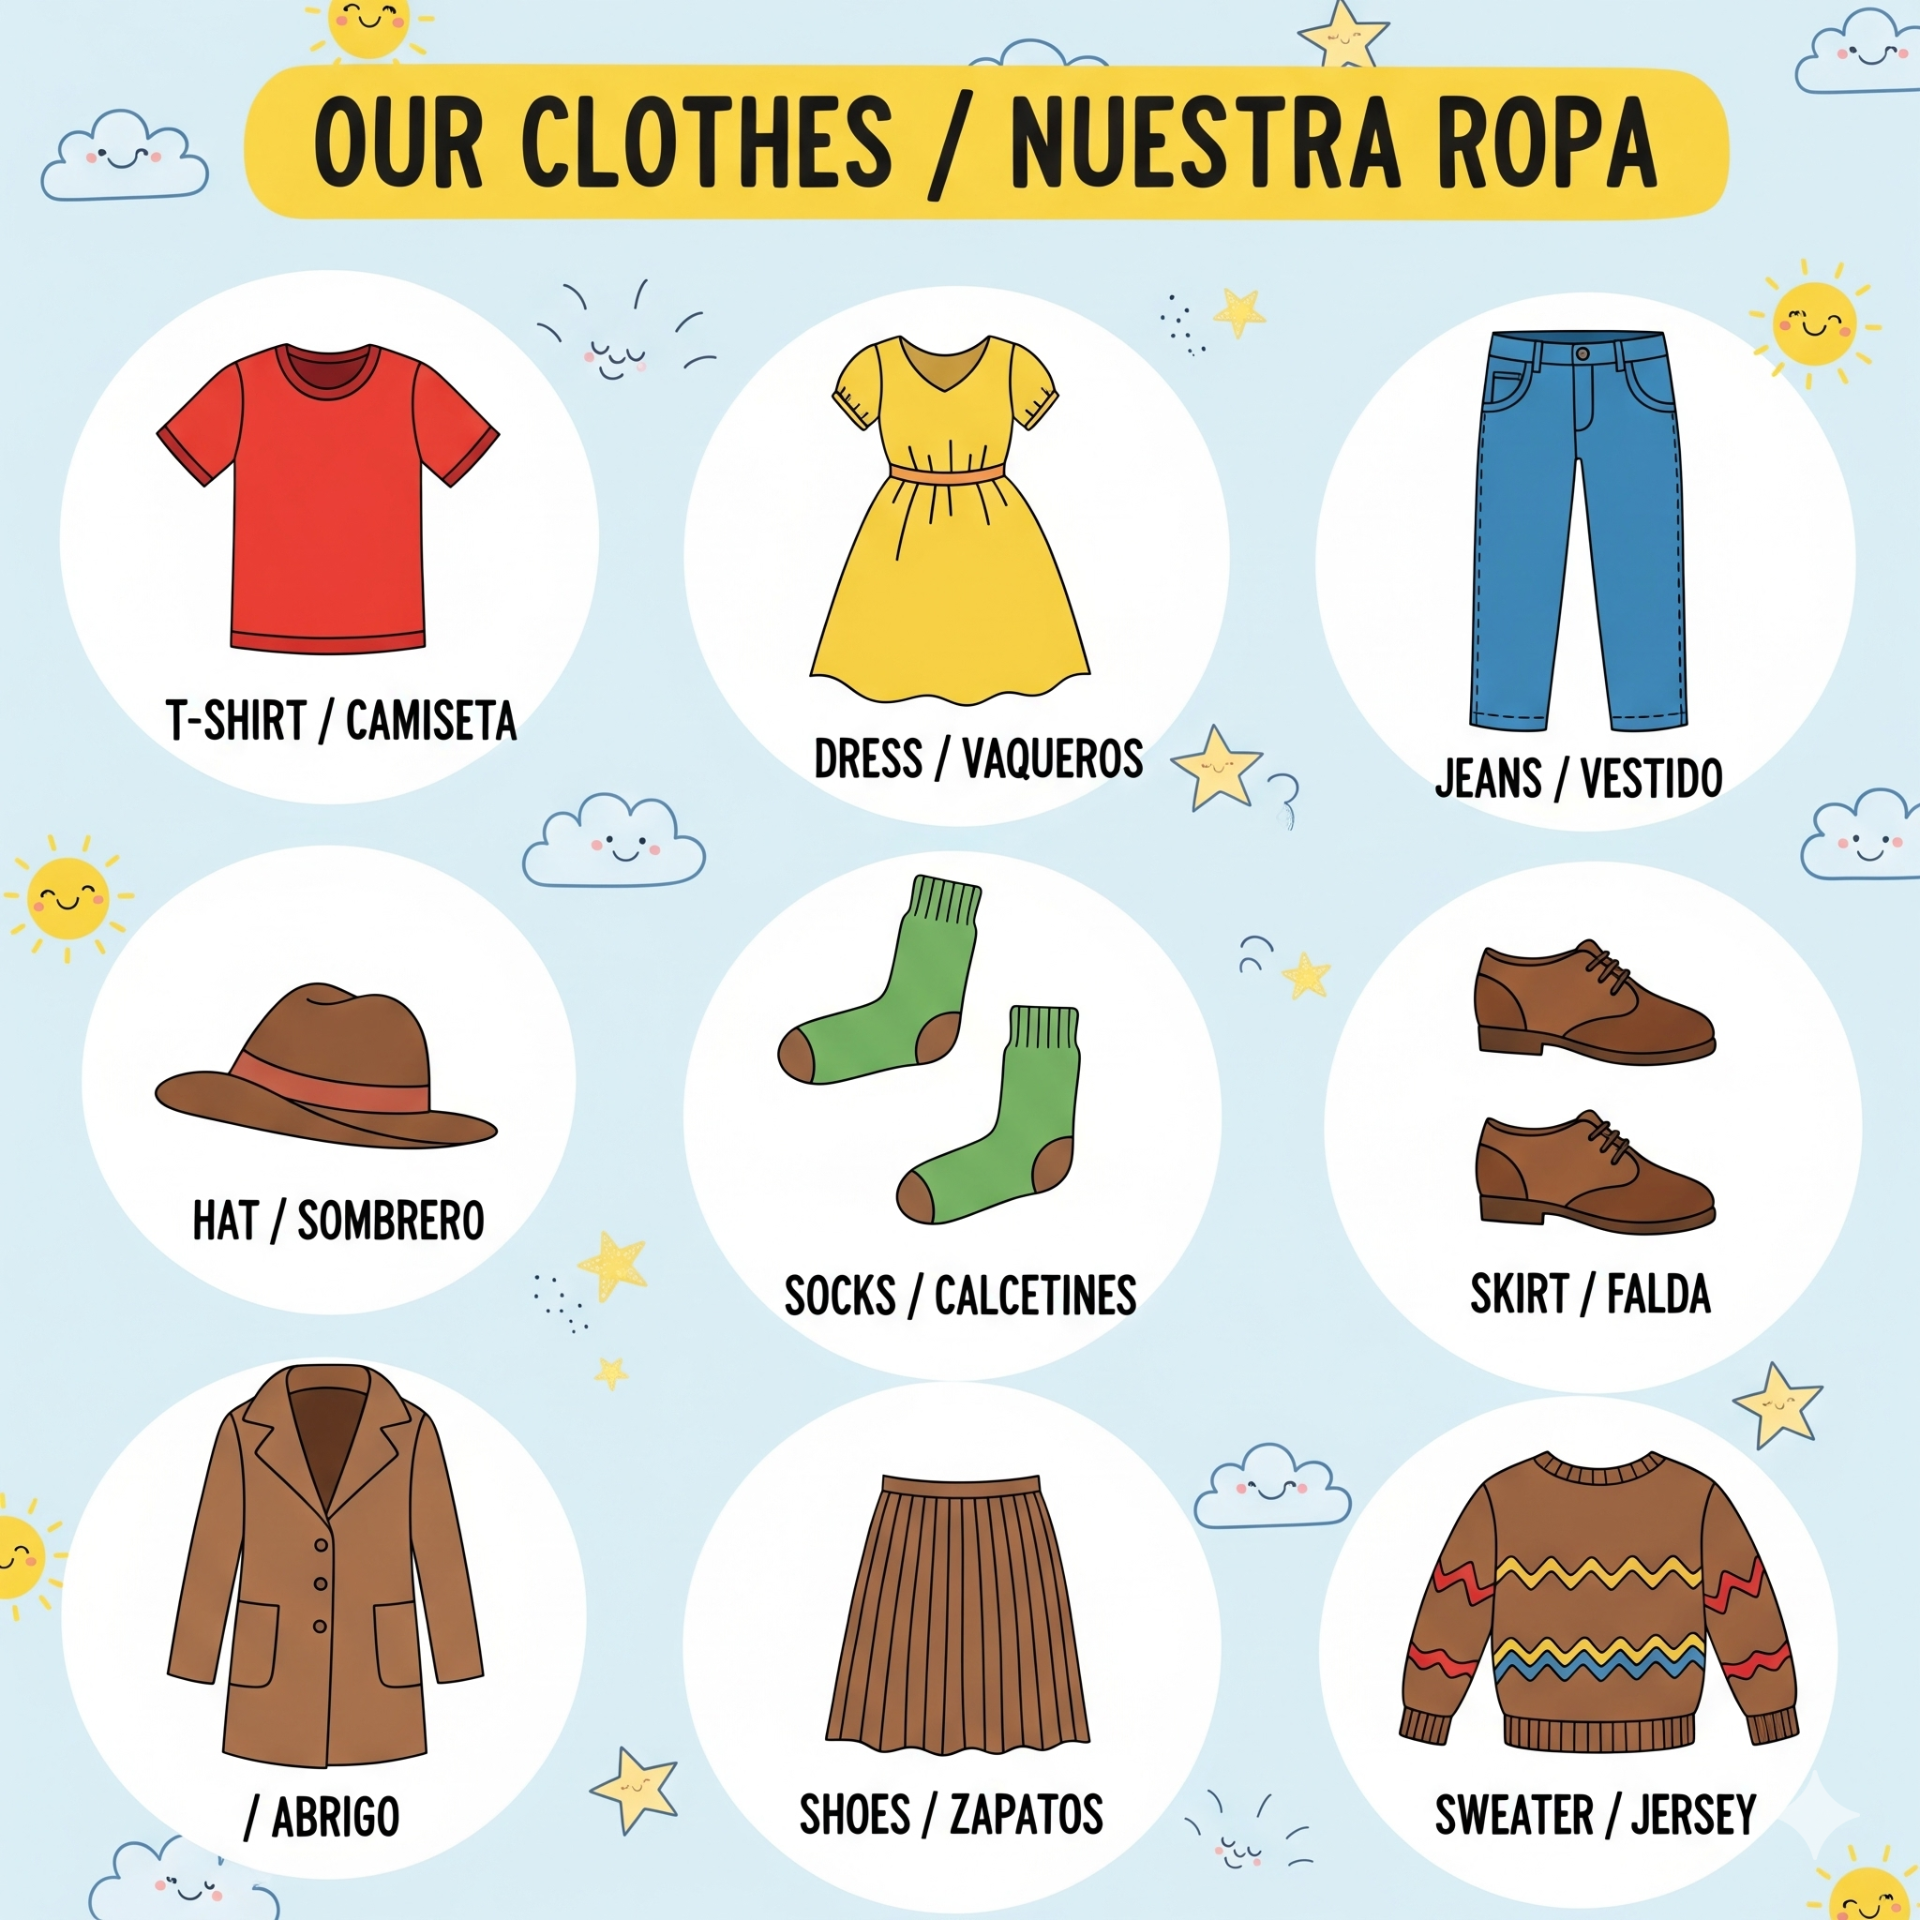 OUR CLOTHES / NUESTRA ROPA
T-SHIRT / CAMISETA
DRESS / VAQUEROS
JEANS / VESTIDO
HAT / SOMBRERO
SOCKS / CALCETINES
SKIRT / FALDA
/ ABRIGO
SHOES / ZAPATOS
SWEATER / JERSEY